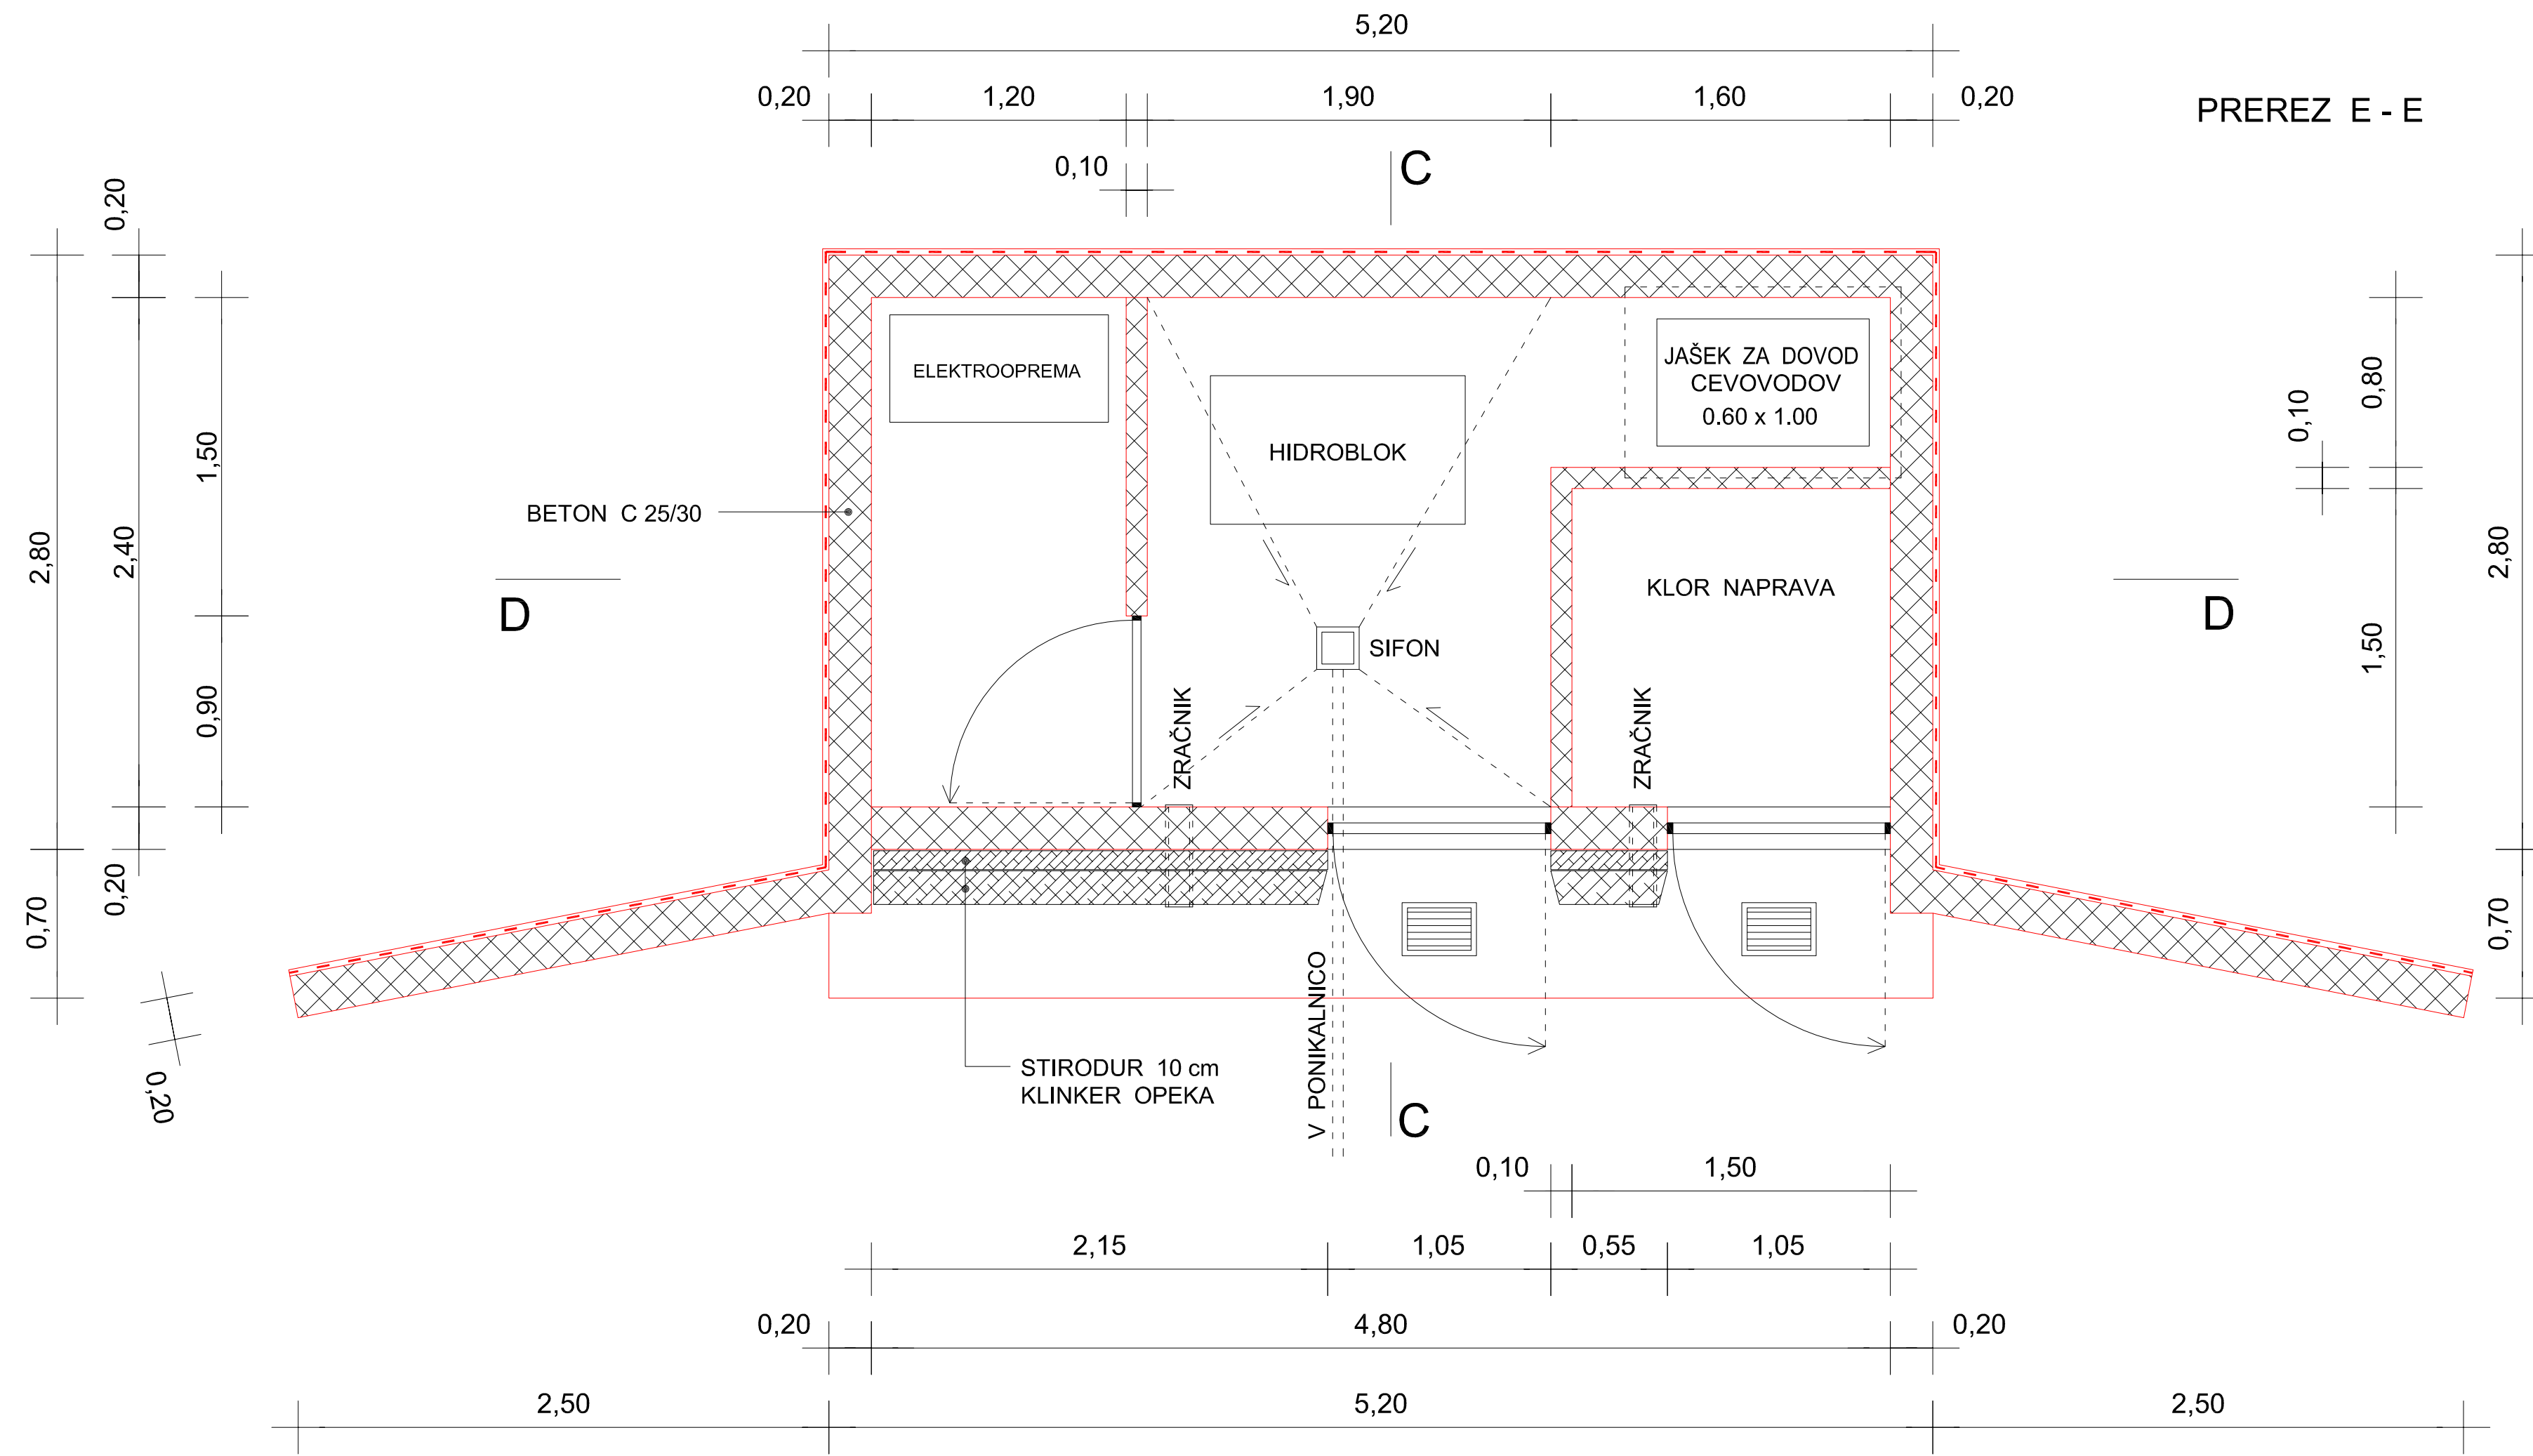 5,20
0,20
1,20
1,90
1,60
0,20
PREREZ E - E
0,10
C
0,20
2,80
2,40
1,50
0,90
0,20
0,70
0,20
ELEKTROOPREMA
HIDROBLOK
JAŠEK ZA DOVOD
CEVOVODOV
0.60 x 1.00
BETON C 25/30
D
KLOR NAPRAVA
SIFON
ZRAČNIK
ZRAČNIK
D
0,10
0,80
1,50
2,80
0,70
STIRODUR 10 cm
KLINKER OPEKA
V PONIKALNICO
C
0,10
1,50
2,15
1,05
0,55
1,05
0,20
4,80
0,20
2,50
5,20
2,50